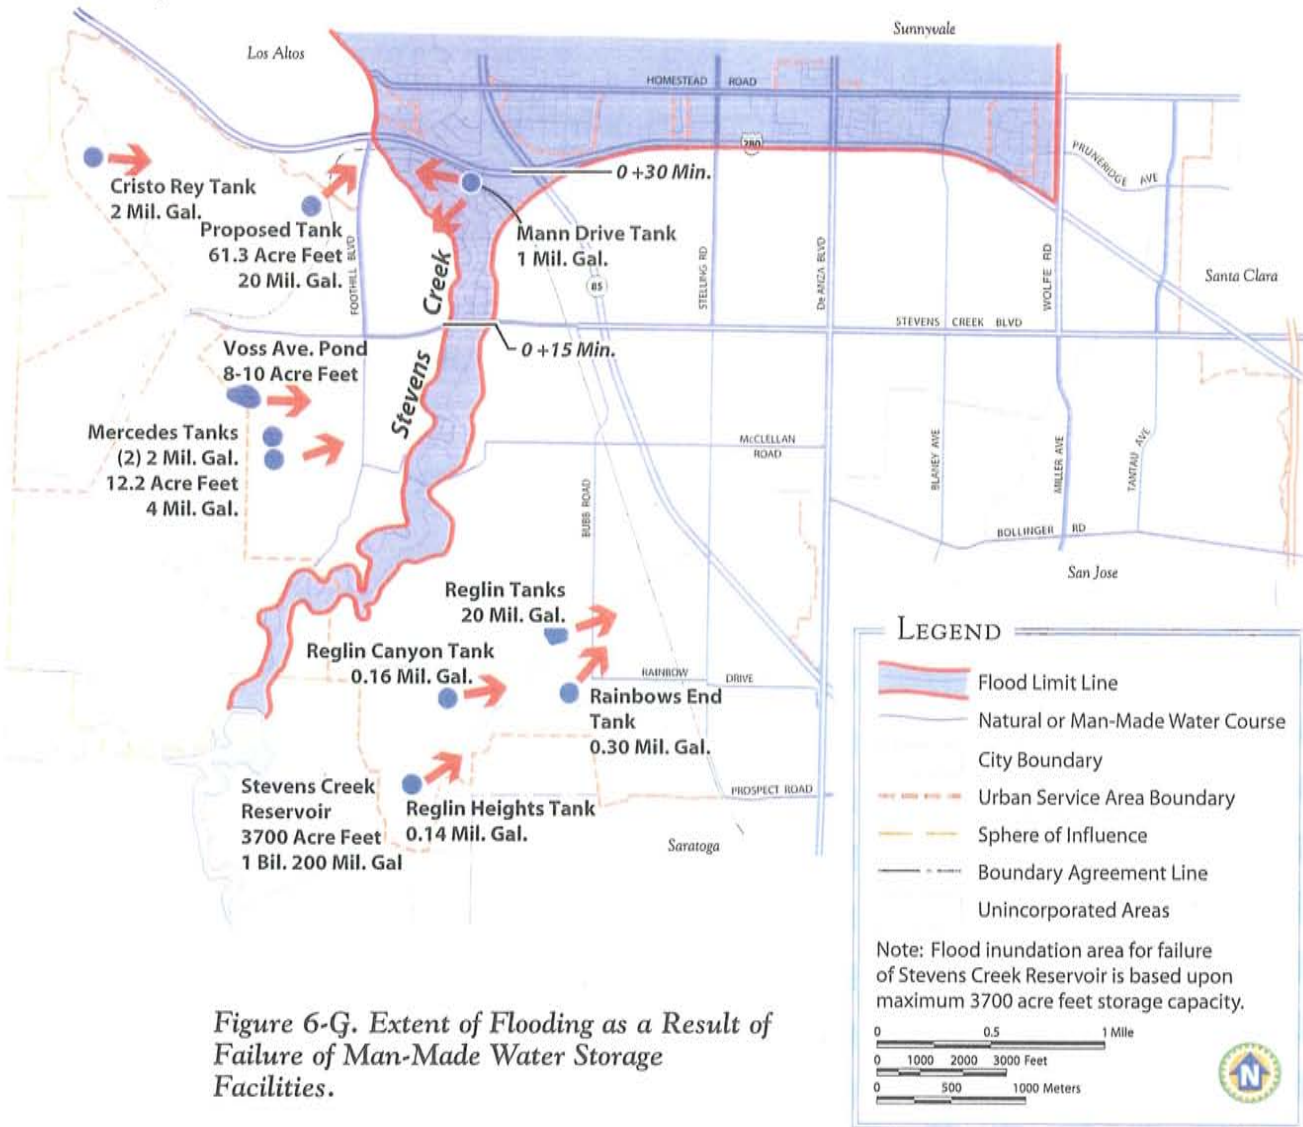 Sunnyvale
Los Altos
HOMESTEAD ROAD
280
PRUNERIDGE AVE
0 +30 Min.
Cristo Rey Tank
2 Mil. Gal.
Proposed Tank
61.3 Acre Feet
20 Mil. Gal.
Mann Drive Tank
1 Mil. Gal.
FOOTHILL BLVD
Stevens Creek
85
STELLING RD
De ANZA BLVD
WOLFE RD
Santa Clara
STEVENS CREEK BLVD
0 +15 Min.
Voss Ave. Pond
8-10 Acre Feet
Mercedes Tanks
(2) 2 Mil. Gal.
12.2 Acre Feet
4 Mil. Gal.
McCLELLAN
ROAD
BUBB ROAD
BLANEY AVE
MILLER AVE
TANTAU AVE
BOLLINGER RD
San Jose
Reglin Tanks
20 Mil. Gal.
Reglin Canyon Tank
0.16 Mil. Gal.
RAINBOW DRIVE
Rainbows End
Tank
0.30 Mil. Gal.
Stevens Creek
Reservoir
3700 Acre Feet
1 Bil. 200 Mil. Gal
Reglin Heights Tank
0.14 Mil. Gal.
PROSPECT ROAD
Saratoga
LEGEND
Flood Limit Line
Natural or Man-Made Water Course
City Boundary
Urban Service Area Boundary
Sphere of Influence
Boundary Agreement Line
Unincorporated Areas
Note: Flood inundation area for failure
of Stevens Creek Reservoir is based upon
maximum 3700 acre feet storage capacity.
0 0.5 1 Mile
0 1000 2000 3000 Feet
0 500 1000 Meters
N
Figure 6-G. Extent of Flooding as a Result of
Failure of Man-Made Water Storage
Facilities.